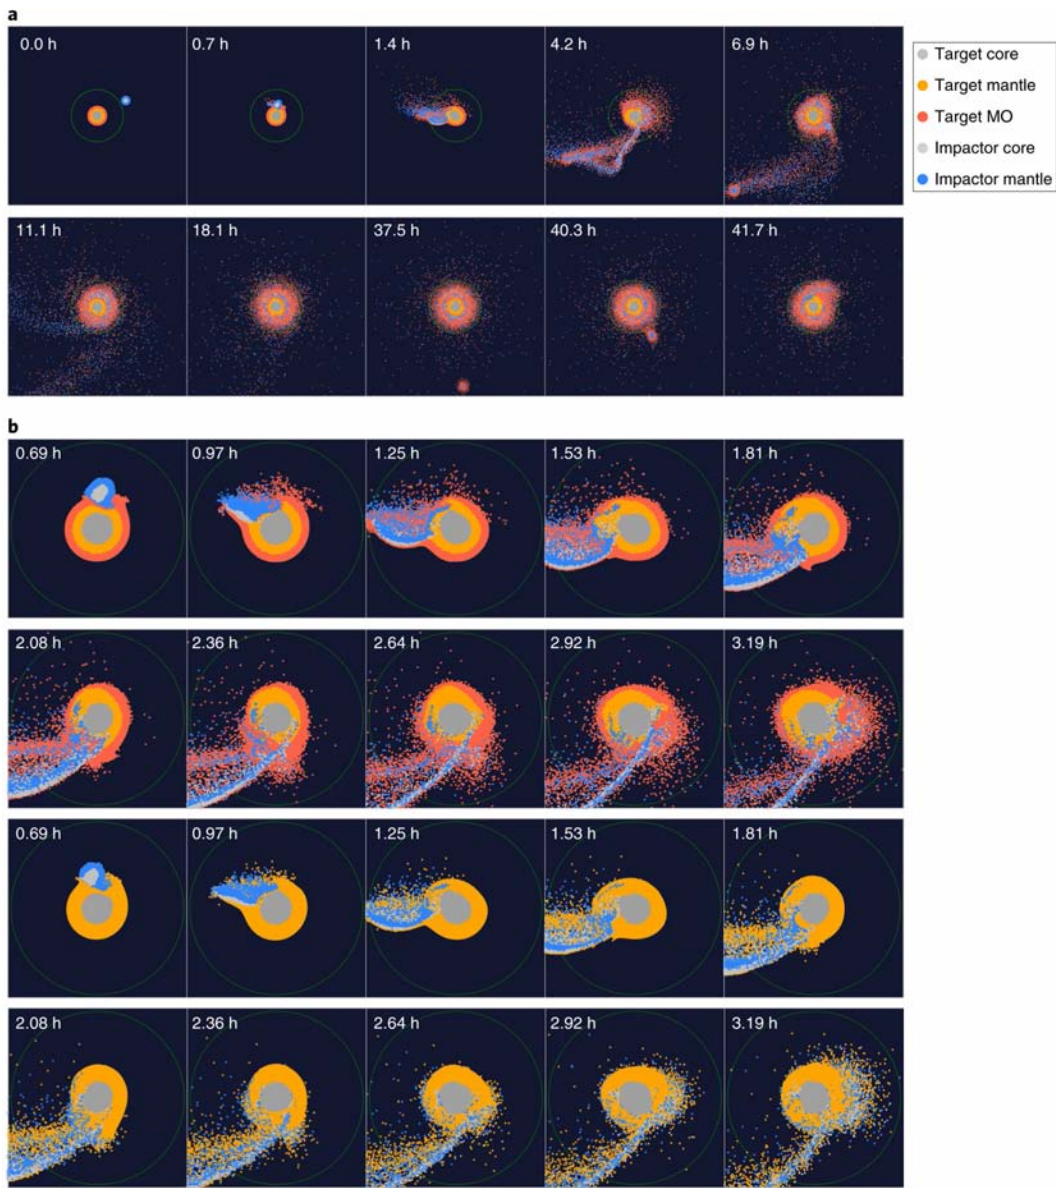 a
0.0 h 0.7 h 1.4 h 4.2 h 6.9 h
Target core
Target mantle
Target MO
Impactor core
Impactor mantle
11.1 h 18.1 h 37.5 h 40.3 h 41.7 h
b
0.69 h 0.97 h 1.25 h 1.53 h 1.81 h
2.08 h 2.36 h 2.64 h 2.92 h 3.19 h
0.69 h 0.97 h 1.25 h 1.53 h 1.81 h
2.08 h 2.36 h 2.64 h 2.92 h 3.19 h